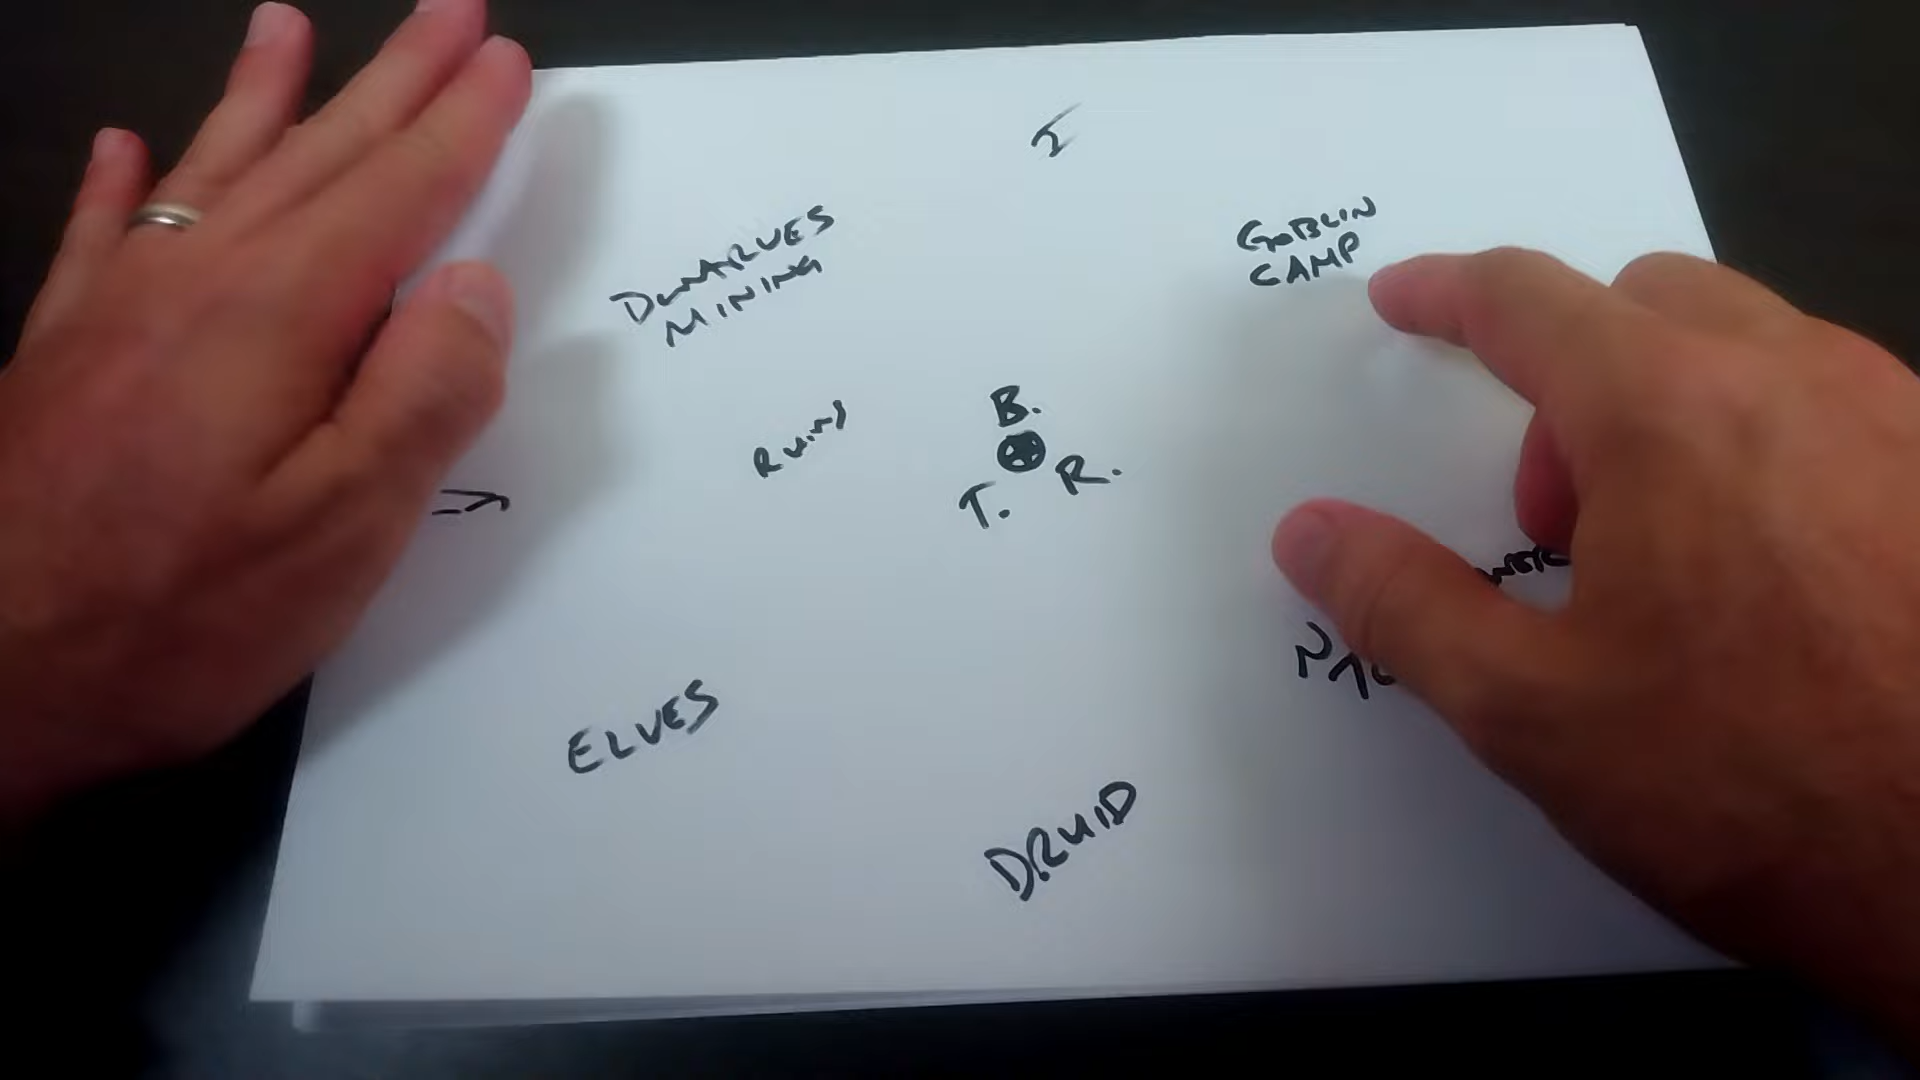 DWARVES
MINING
GOBLIN
CAMP
B.
RUINS
T.
R.
ELVES
DRUID